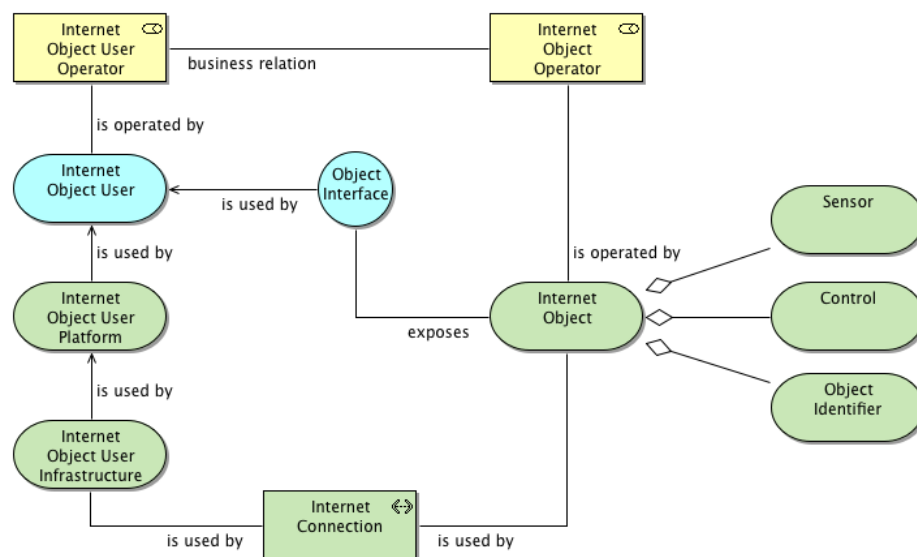 Internet
Object User
Operator
business relation
Internet
Object
Operator
is operated by
Internet
Object User
is used by
Object
Interface
is used by
Internet
Object User
Platform
is used by
Internet
Object User
Infrastructure
is used by
Internet
Connection
is used by
exposes
is operated by
Internet
Object
Sensor
Control
Object
Identifier